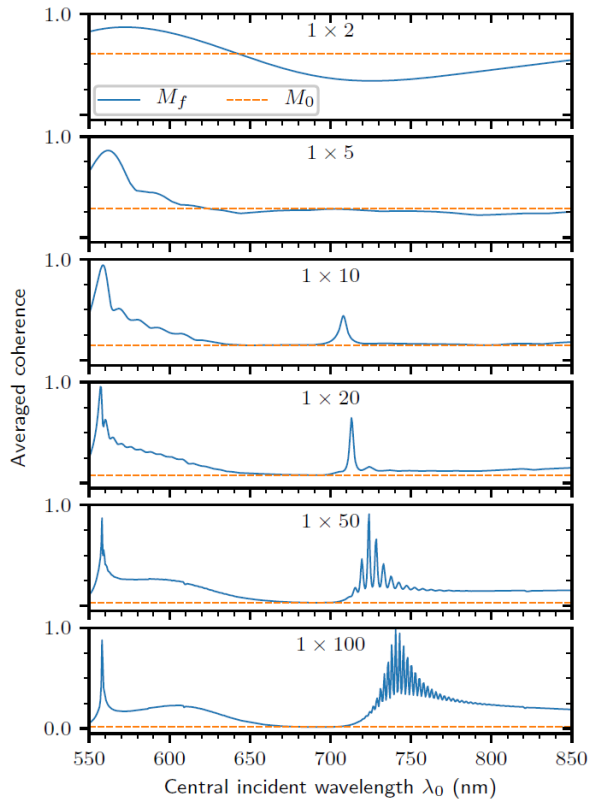 1.0
1 × 2
M_f M_0
1.0
1 × 5
1.0
1 × 10
Averaged coherence
1.0
1 × 20
1.0
1 × 50
1.0
1 × 100
0.0
550 600 650 700 750 800 850
Central incident wavelength λ_0 (nm)